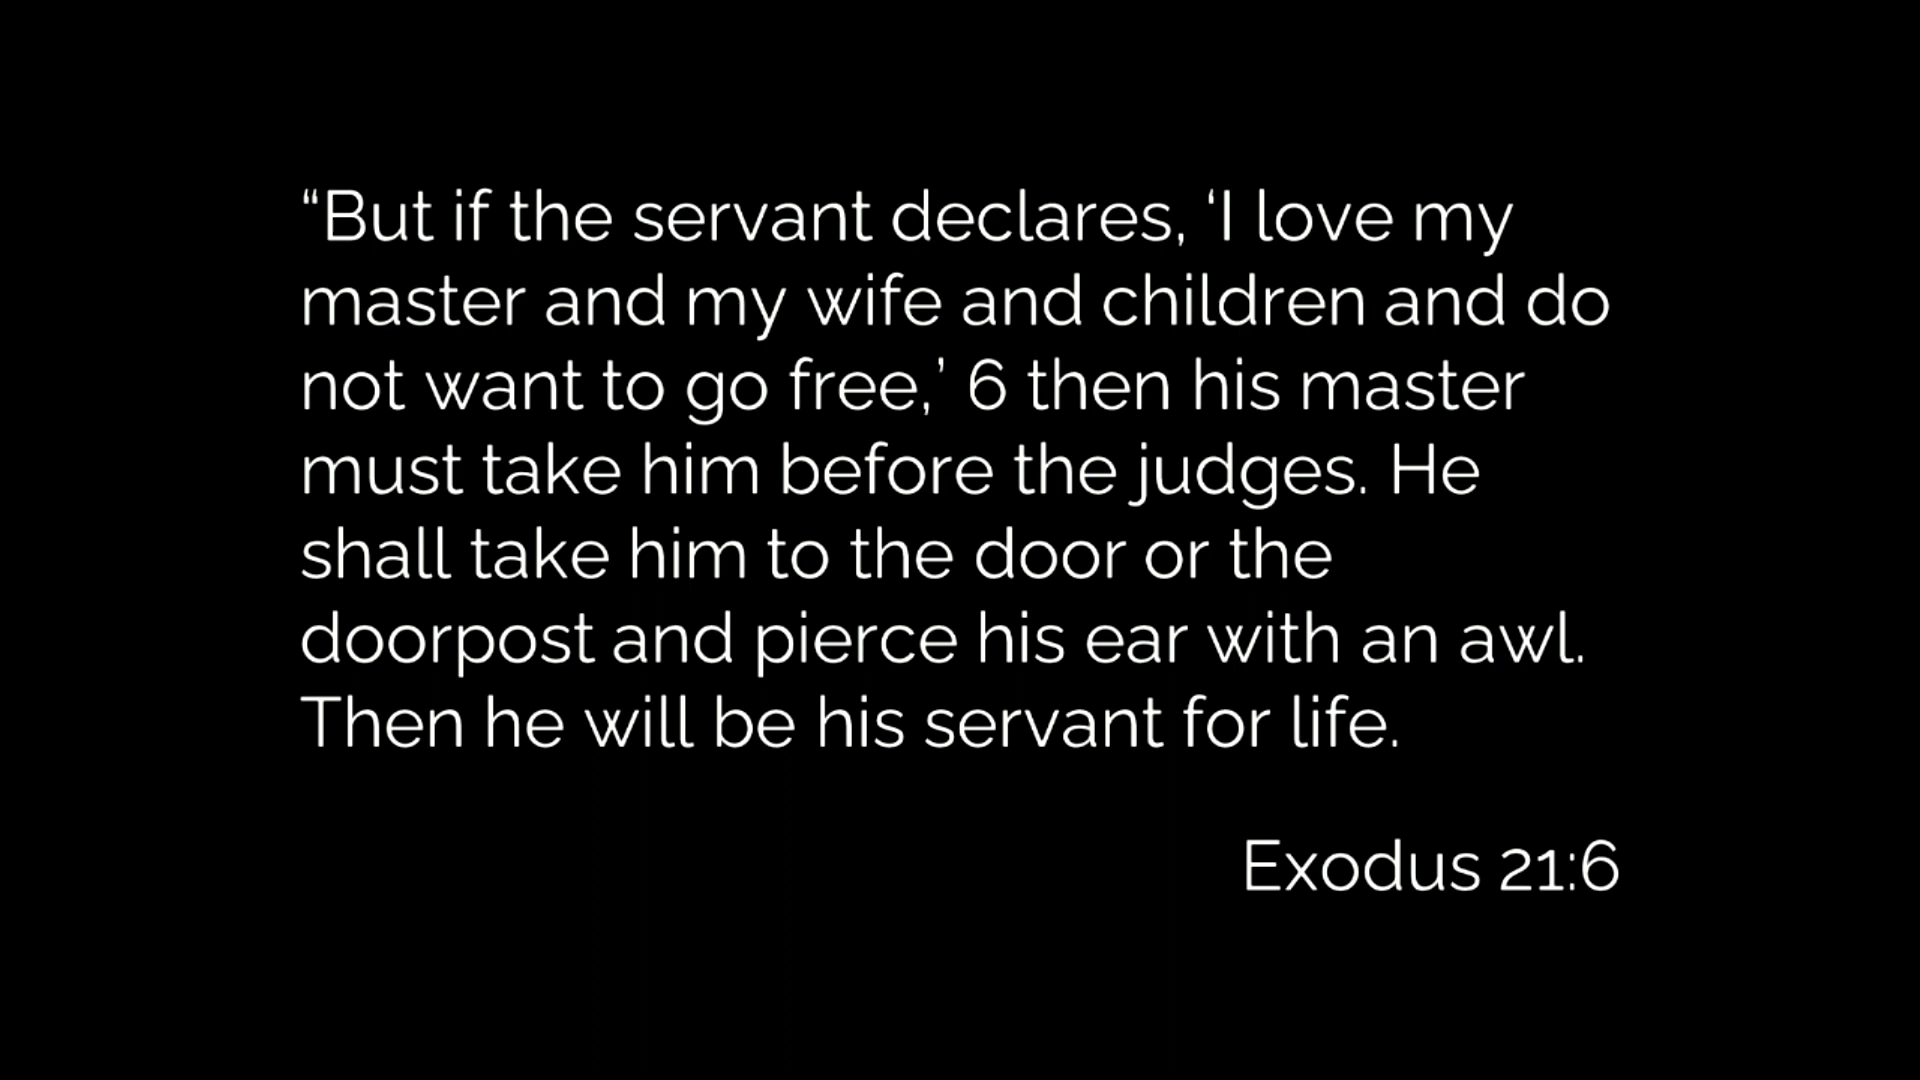 “But if the servant declares, ‘I love my
master and my wife and children and do
not want to go free,’ 6 then his master
must take him before the judges. He
shall take him to the door or the
doorpost and pierce his ear with an awl.
Then he will be his servant for life.
Exodus 21:6